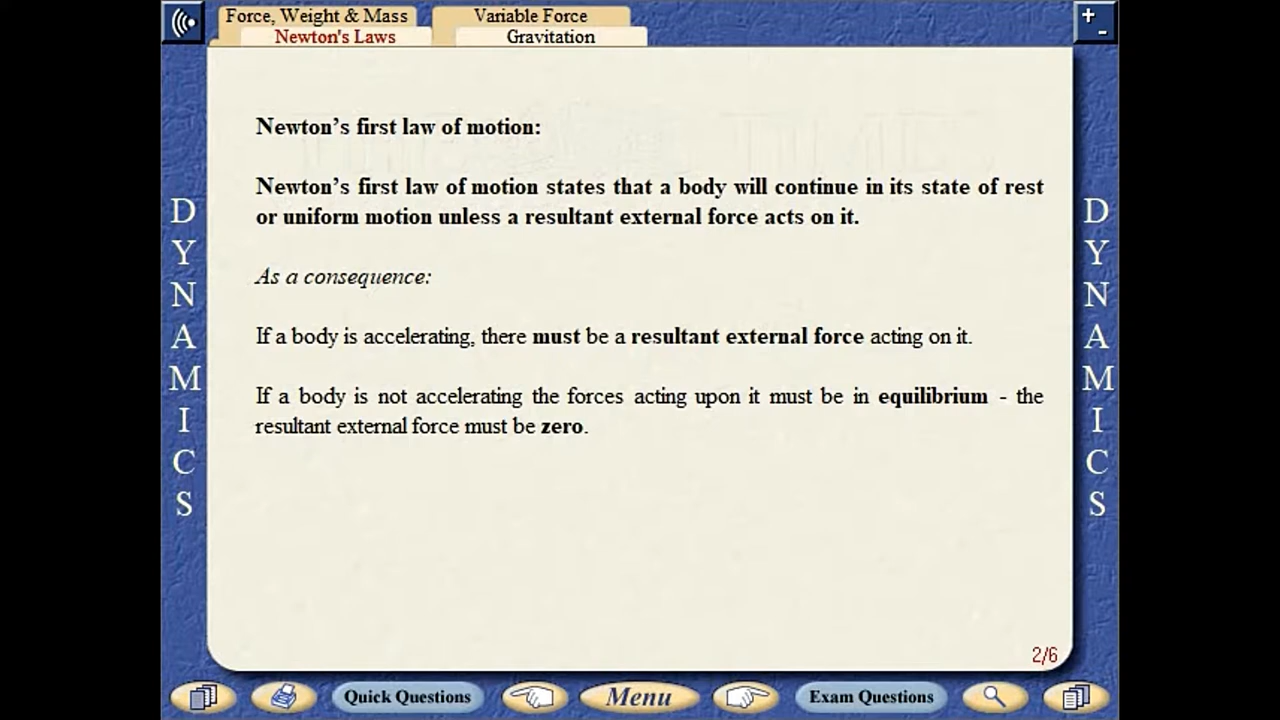 Force, Weight & Mass
Variable Force
Newton's Laws
Gravitation
+
-
Newton’s first law of motion:
Newton’s first law of motion states that a body will continue in its state of rest
or uniform motion unless a resultant external force acts on it.
As a consequence:
If a body is accelerating, there must be a resultant external force acting on it.
If a body is not accelerating the forces acting upon it must be in equilibrium - the
resultant external force must be zero.
DYNAMICS
DYNAMICS
2/6
Quick Questions
Menu
Exam Questions